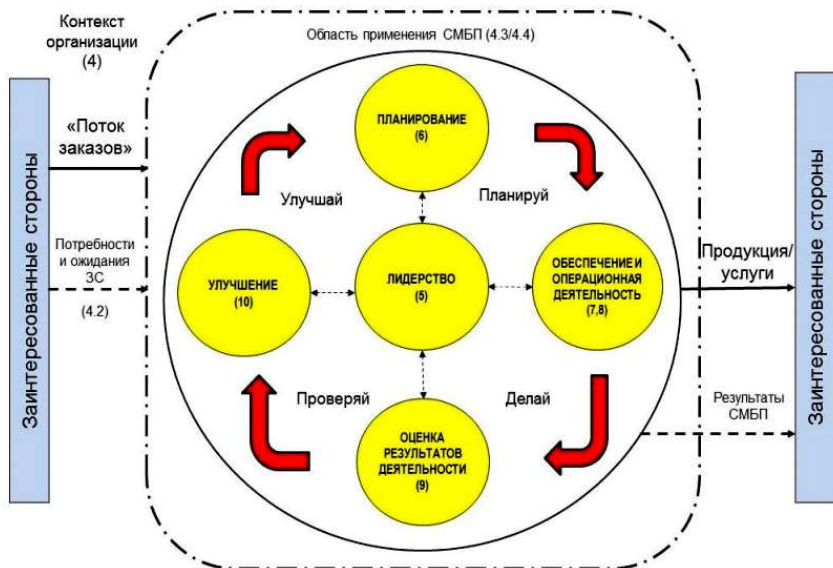 Контекст
организации
(4)
Область применения СМБП (4.3/4.4)
Заинтересованные стороны
«Поток
заказов»
Потребности
и ожидания
ЗС
(4.2)
ПЛАНИРОВАНИЕ
(6)
Улучшай
Планируй
УЛУЧШЕНИЕ
(10)
ЛИДЕРСТВО
(5)
ОБЕСПЕЧЕНИЕ И
ОПЕРАЦИОННАЯ
ДЕЯТЕЛЬНОСТЬ
(7,8)
Проверяй
Делай
ОЦЕНКА
РЕЗУЛЬТАТОВ
ДЕЯТЕЛЬНОСТИ
(9)
Продукция/
услуги
Результаты
СМБП
Заинтересованные стороны